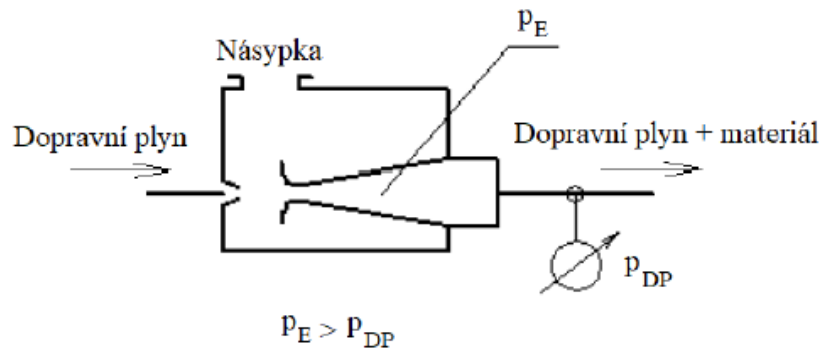 p_E
Násypka
Dopravní plyn
Dopravní plyn + materiál
p_DP
p_E > p_DP